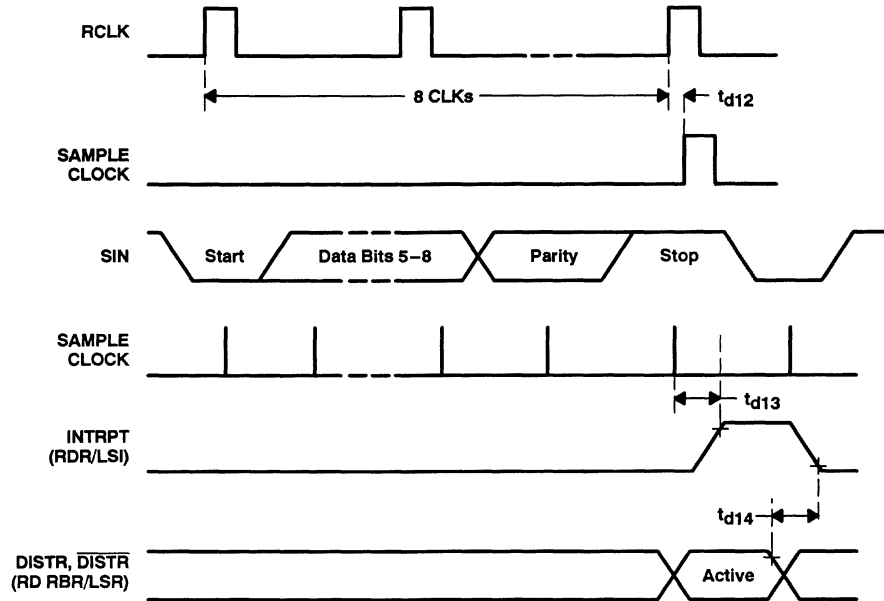 RCLK
8 CLKs
td12
SAMPLE
CLOCK
SIN
Start
Data Bits 5–8
Parity
Stop
SAMPLE
CLOCK
td13
INTRPT
(RDR/LSI)
td14
DISTR, DISTR
(RD RBR/LSR)
Active